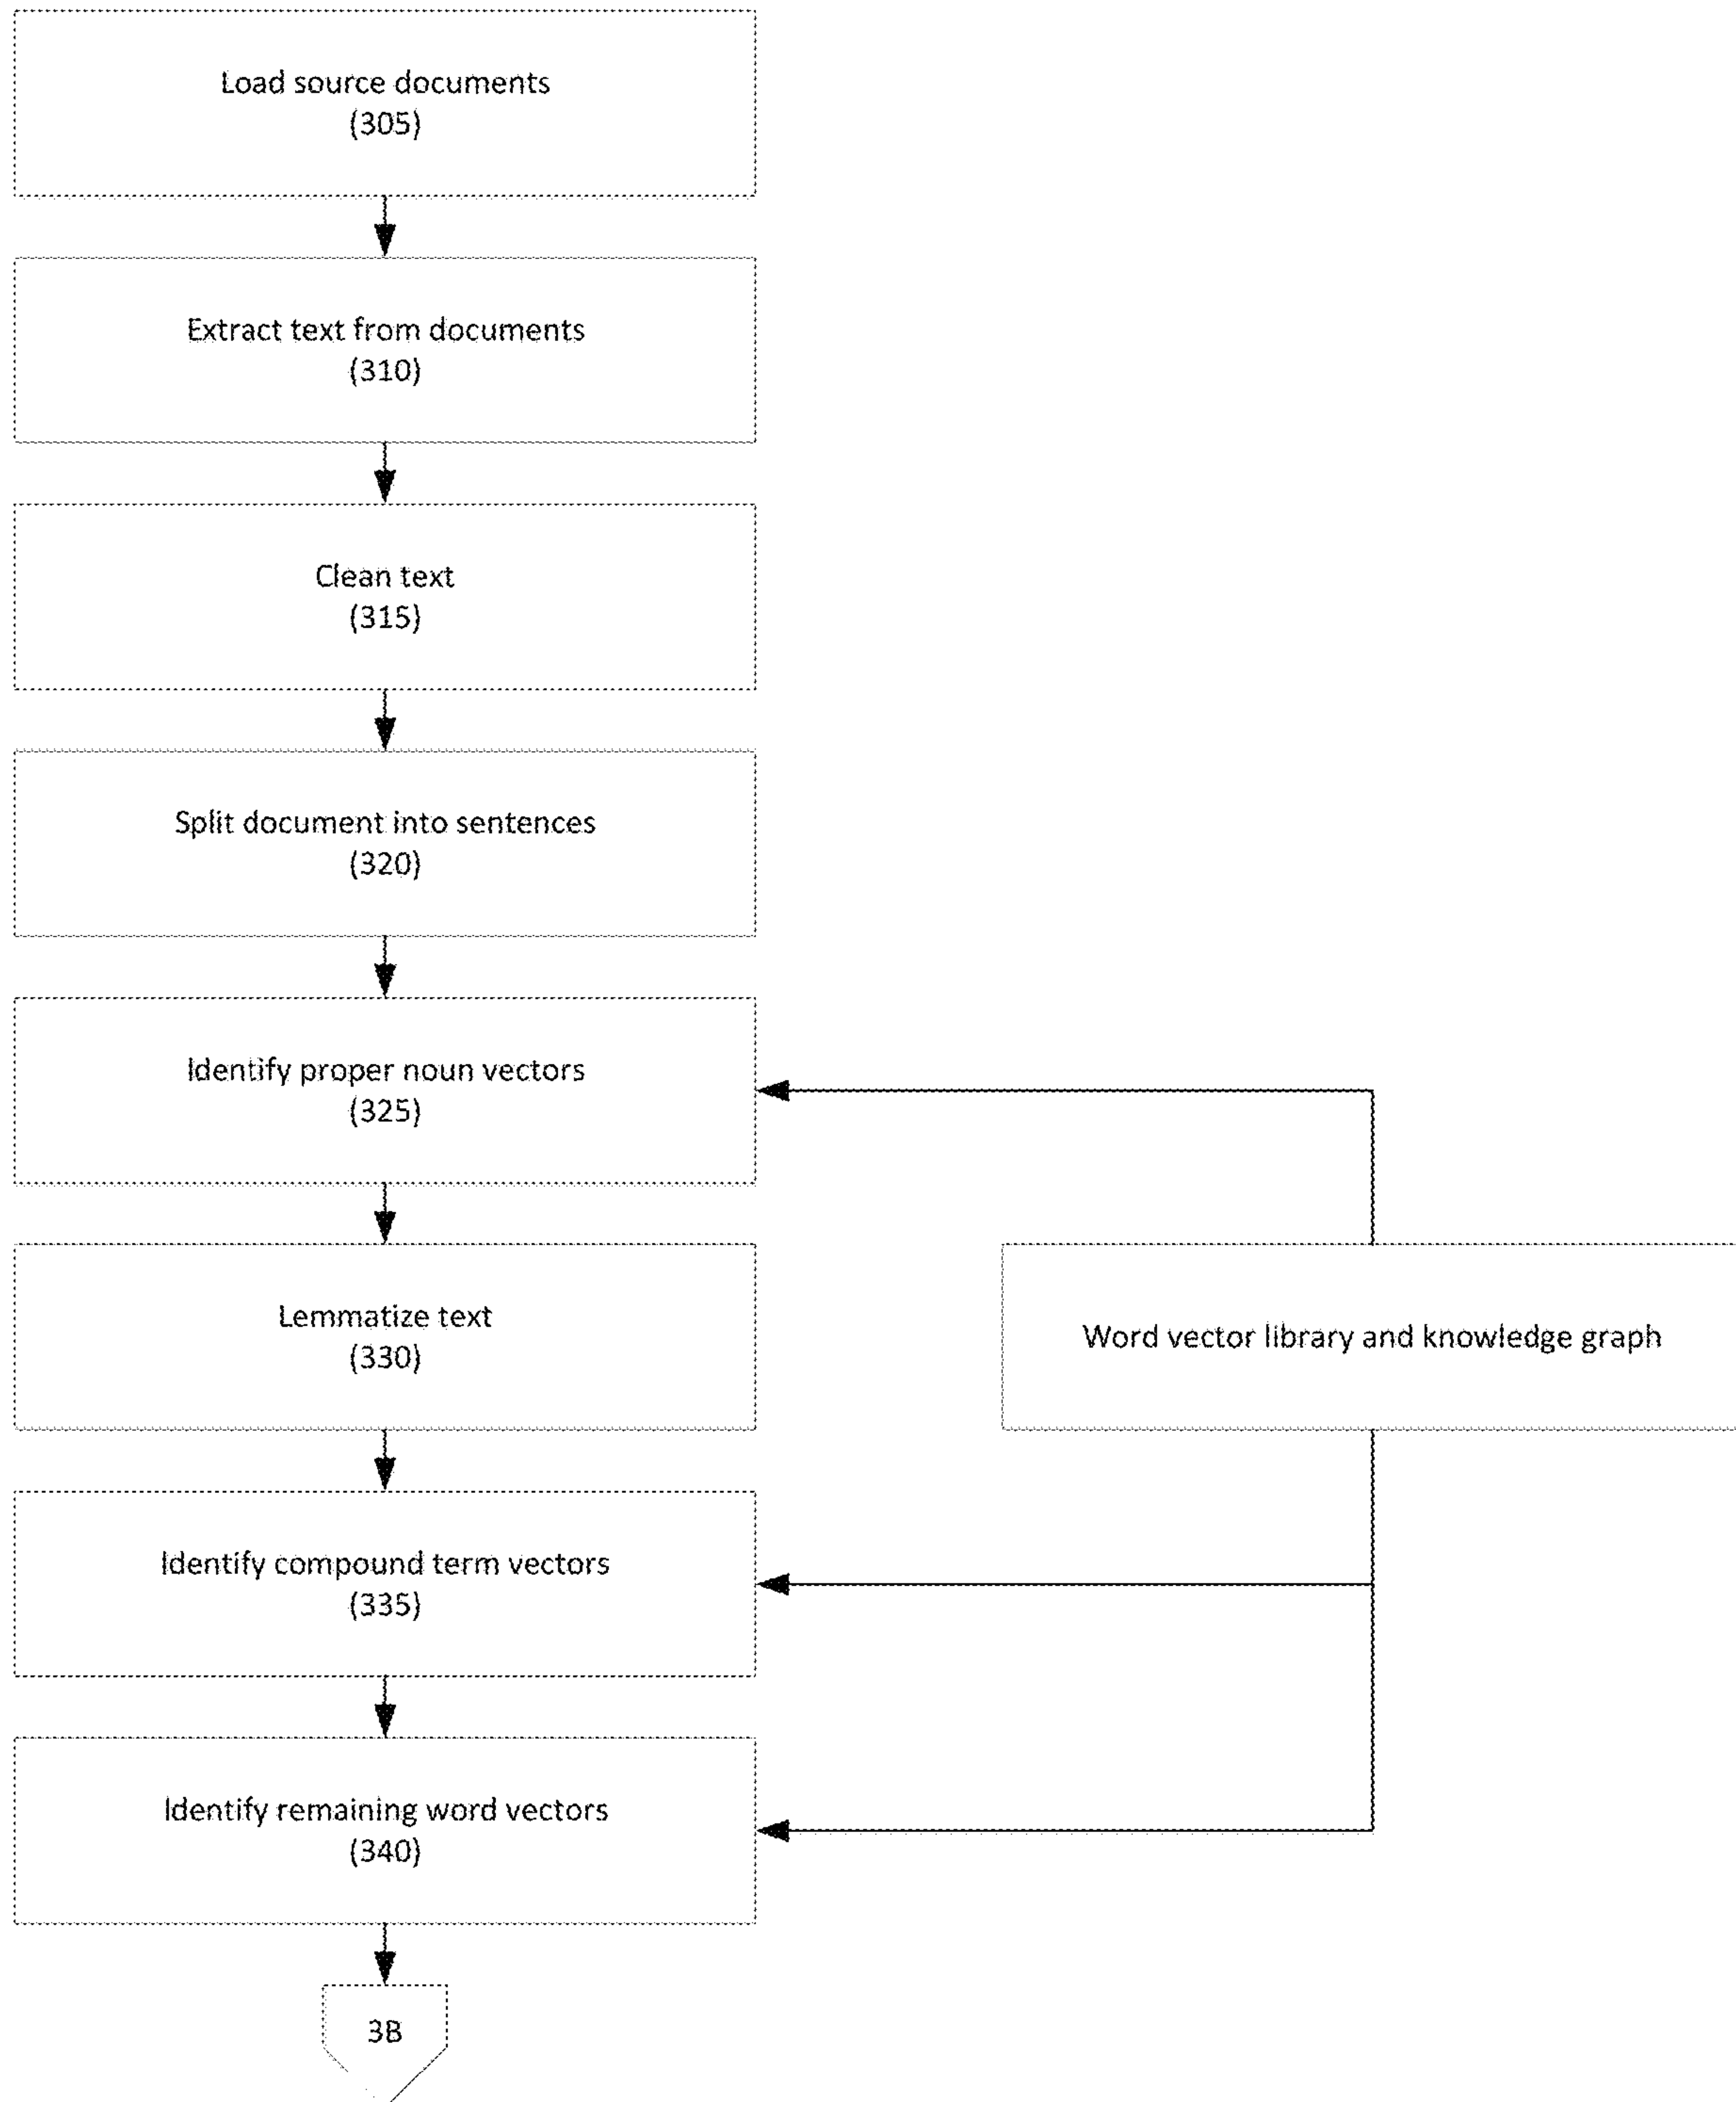 Load source documents
(305)
Extract text from documents
(310)
Clean text
(315)
Split document into sentences
(320)
Identify proper noun vectors
(325)
Lemmatize text
(330)
Word vector library and knowledge graph
Identify compound term vectors
(335)
Identify remaining word vectors
(340)
3B